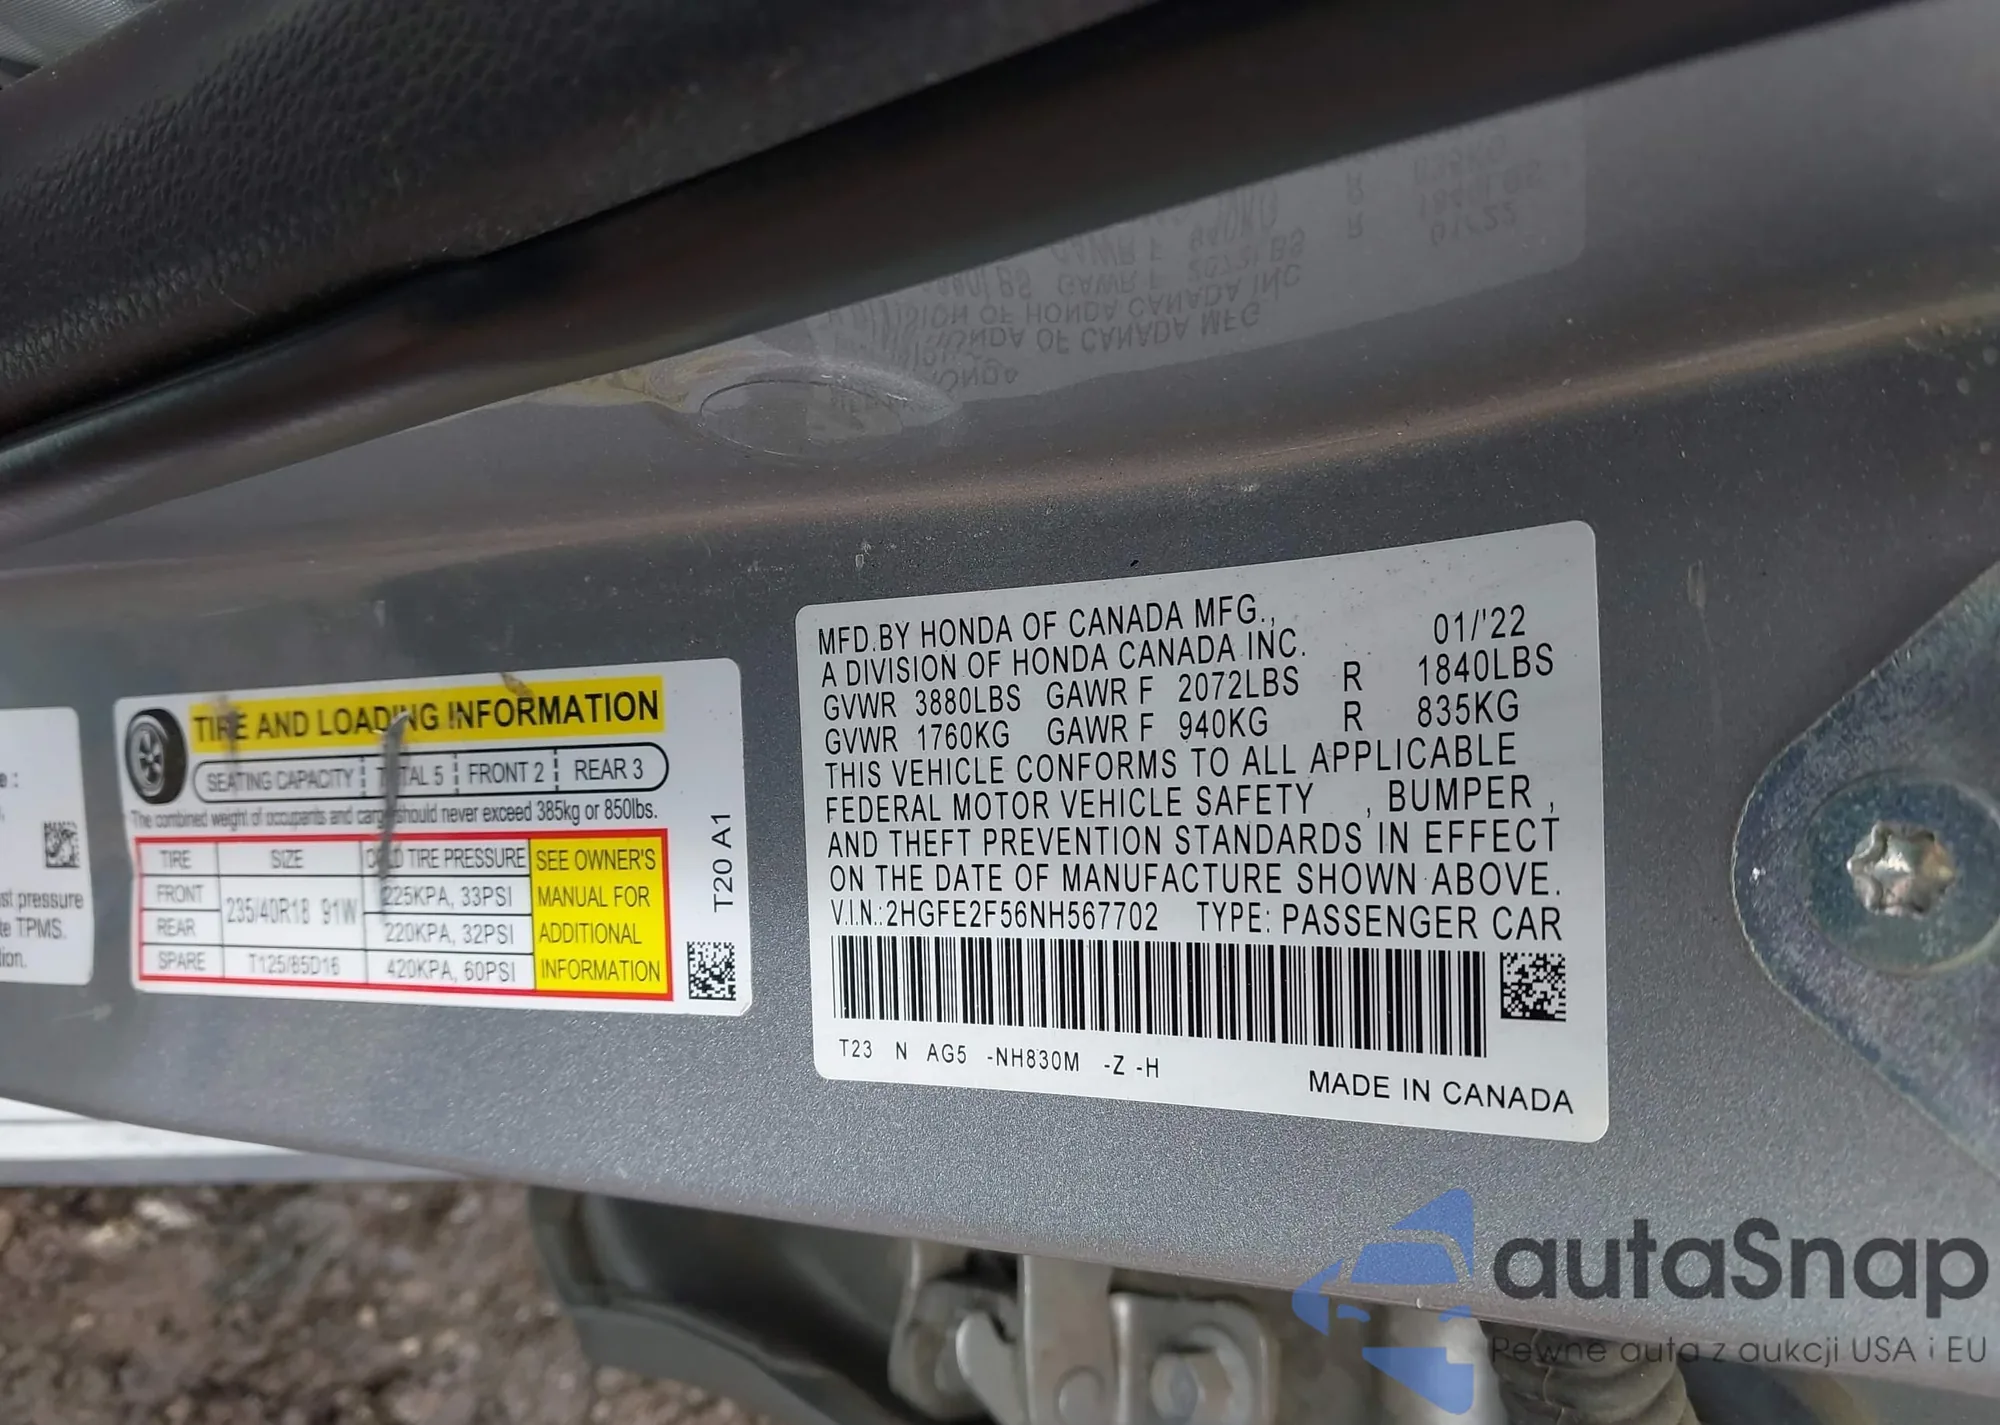 e :
st pressure
te TPMS.
tion.
TIRE AND LOADING INFORMATION
SEATING CAPACITY TOTAL 5 FRONT 2 REAR 3
The combined weight of occupants and cargo should never exceed 385kg or 850lbs.
TIRE SIZE COLD TIRE PRESSURE
FRONT 235/40R18 91W 225KPA, 33PSI
REAR 220KPA, 32PSI
SPARE T125/85D16 420KPA, 60PSI
SEE OWNER'S
MANUAL FOR
ADDITIONAL
INFORMATION
T20 A1
MFD.BY HONDA OF CANADA MFG., 01/'22
A DIVISION OF HONDA CANADA INC.
GVWR 3880LBS GAWR F 2072LBS R 1840LBS
GVWR 1760KG GAWR F 940KG R 835KG
THIS VEHICLE CONFORMS TO ALL APPLICABLE
FEDERAL MOTOR VEHICLE SAFETY , BUMPER ,
AND THEFT PREVENTION STANDARDS IN EFFECT
ON THE DATE OF MANUFACTURE SHOWN ABOVE.
V.I.N.:2HGFE2F56NH567702 TYPE: PASSENGER CAR
T23 N AG5 -NH830M -Z -H
MADE IN CANADA
autaSnap
Pewne auta z aukcji USA i EU